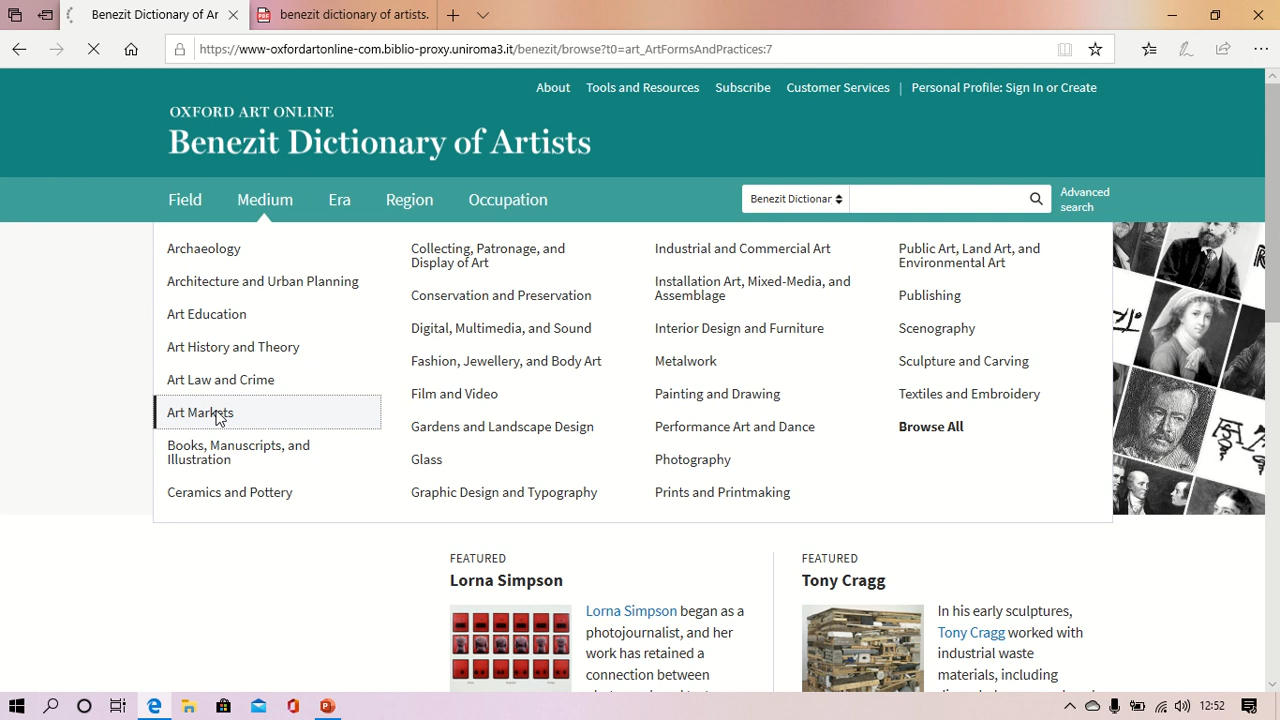 Benezit Dictionary of Art
benezit dictionary of artists.
https://www-oxfordartonline-com.biblio-proxy.uniroma3.it/benezit/browse?t0=art_ArtFormsAndPractices:7
About Tools and Resources Subscribe Customer Services | Personal Profile: Sign In or Create
OXFORD ART ONLINE
Benezit Dictionary of Artists
Field Medium Era Region Occupation
Benezit Dictionar
Advanced
search
Archaeology
Architecture and Urban Planning
Art Education
Art History and Theory
Art Law and Crime
Art Markets
Books, Manuscripts, and
Illustration
Ceramics and Pottery
Collecting, Patronage, and
Display of Art
Conservation and Preservation
Digital, Multimedia, and Sound
Fashion, Jewellery, and Body Art
Film and Video
Gardens and Landscape Design
Glass
Graphic Design and Typography
Industrial and Commercial Art
Installation Art, Mixed-Media, and
Assemblage
Interior Design and Furniture
Metalwork
Painting and Drawing
Performance Art and Dance
Photography
Prints and Printmaking
Public Art, Land Art, and
Environmental Art
Publishing
Scenography
Sculpture and Carving
Textiles and Embroidery
Browse All
FEATURED
Lorna Simpson
Lorna Simpson began as a
photojournalist, and her
work has retained a
connection between
FEATURED
Tony Cragg
In his early sculptures,
Tony Cragg worked with
industrial waste
materials, including
12:52